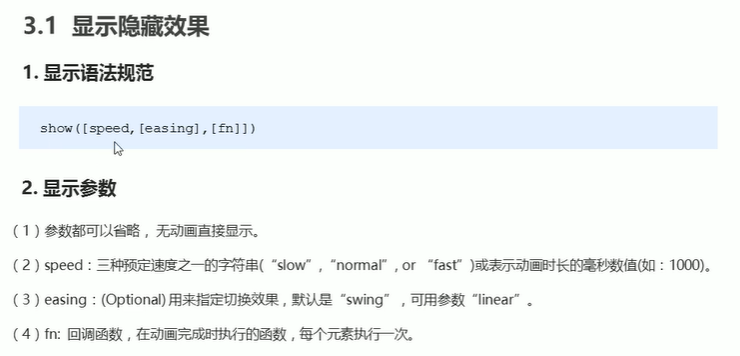 3.1 显示隐藏效果
1. 显示语法规范
show([speed,[easing],[fn]])
2. 显示参数
（1）参数都可以省略， 无动画直接显示。
（2）speed：三种预定速度之一的字符串(“slow”,“normal”, or “fast”)或表示动画时长的毫秒数值(如：1000)。
（3）easing：(Optional) 用来指定切换效果，默认是“swing”，可用参数“linear”。
（4）fn: 回调函数，在动画完成时执行的函数，每个元素执行一次。